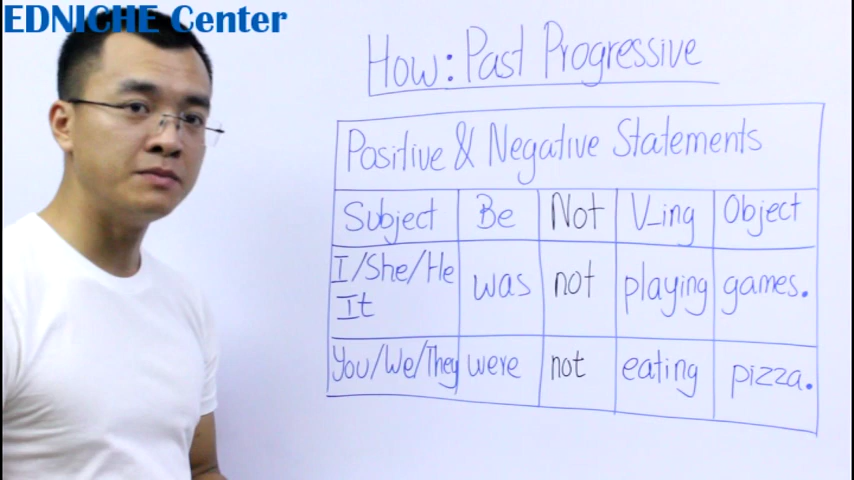 EDNICHE Center
How: Past Progressive
Positive & Negative Statements
Subject Be Not V_ing Object
I/She/He
It was not playing games.
You/We/They were not eating pizza.